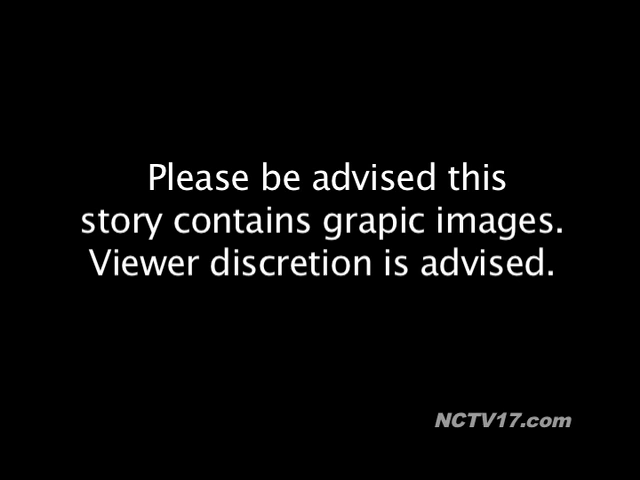 Please be advised this
story contains grapic images.
Viewer discretion is advised.
NCTV17.com